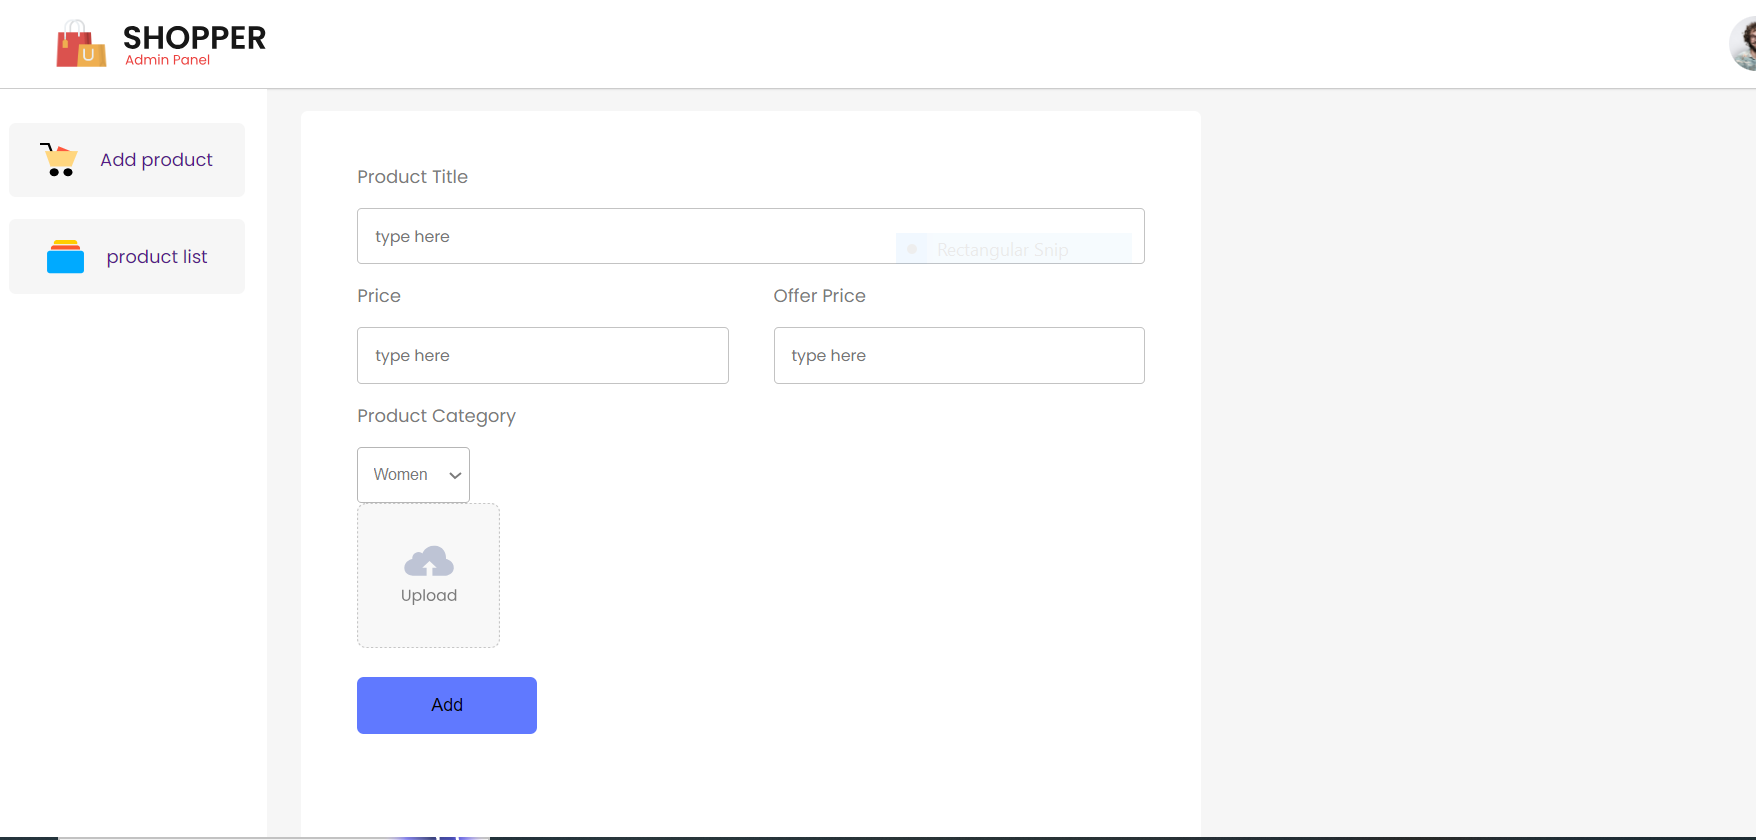 SHOPPER
Admin Panel
Add product
product list
Product Title
type here
Rectangular Snip
Price
Offer Price
type here
type here
Product Category
Women
Upload
Add
U